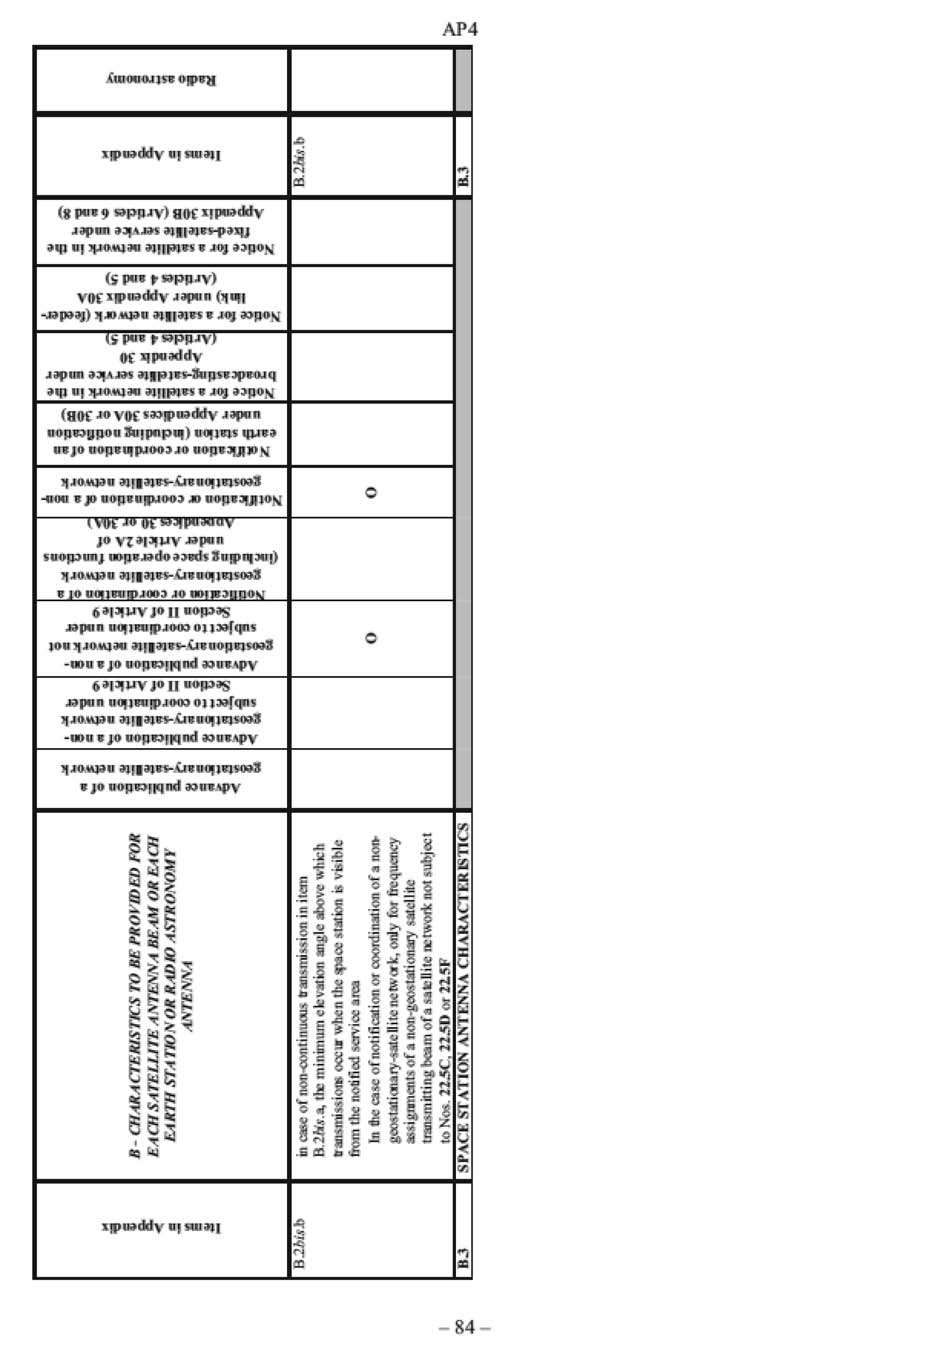 AP4
Items in Appendix
B – CHARACTERISTICS TO BE PROVIDED FOR
EACH SATELLITE ANTENNA BEAM OR EACH
EARTH STATION OR RADIO ASTRONOMY
ANTENNA
Advance publication of a
geostationary-satellite network
Advance publication of a non-
geostationary-satellite network
subject to coordination under
Section II of Article 9
Advance publication of a non-
geostationary-satellite network not
subject to coordination under
Section II of Article 9
Notification or coordination of a
geostationary-satellite network
(including space operation functions
under Article 2A of
Appendices 30 or 30A)
Notification or coordination of a non-
geostationary-satellite network
Notification or coordination of an
earth station (including notification
under Appendices 30A or 30B)
Notice for a satellite network in the
broadcasting-satellite service under
Appendix 30
(Articles 4 and 5)
Notice for a satellite network (feeder-
link) under Appendix 30A
(Articles 4 and 5)
Notice for a satellite network in the
fixed-satellite service under
Appendix 30B (Articles 6 and 8)
Items in Appendix
Radio astronomy
B.2bis.b
in case of non-continuous transmission in item
B.2bis.a, the minimum elevation angle above which
transmissions occur when the space station is visible
from the notified service area
In the case of notification or coordination of a non-
geostationary-satellite network, only for frequency
assignments of a non-geostationary satellite
transmitting beam of a satellite network not subject
to Nos. 22.5C, 22.5D or 22.5F
O
O
B.2bis.b
B.3
SPACE STATION ANTENNA CHARACTERISTICS
B.3
– 84 –